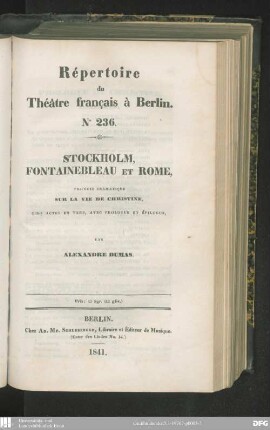 Répertoire
du
Théâtre français à Berlin.
N° 236.
STOCKHOLM,
FONTAINEBLEAU ET ROME,
TRILOGIE DRAMATIQUE
SUR LA VIE DE CHRISTINE,
CINQ ACTES EN VERS, AVEC PROLOGUE ET ÉPILOGUE,
PAR
ALEXANDRE DUMAS.
BERLIN.
Chez AD. MT. SCHLESINGER, Libraire et Editeur de Musique.
1841.
DFG